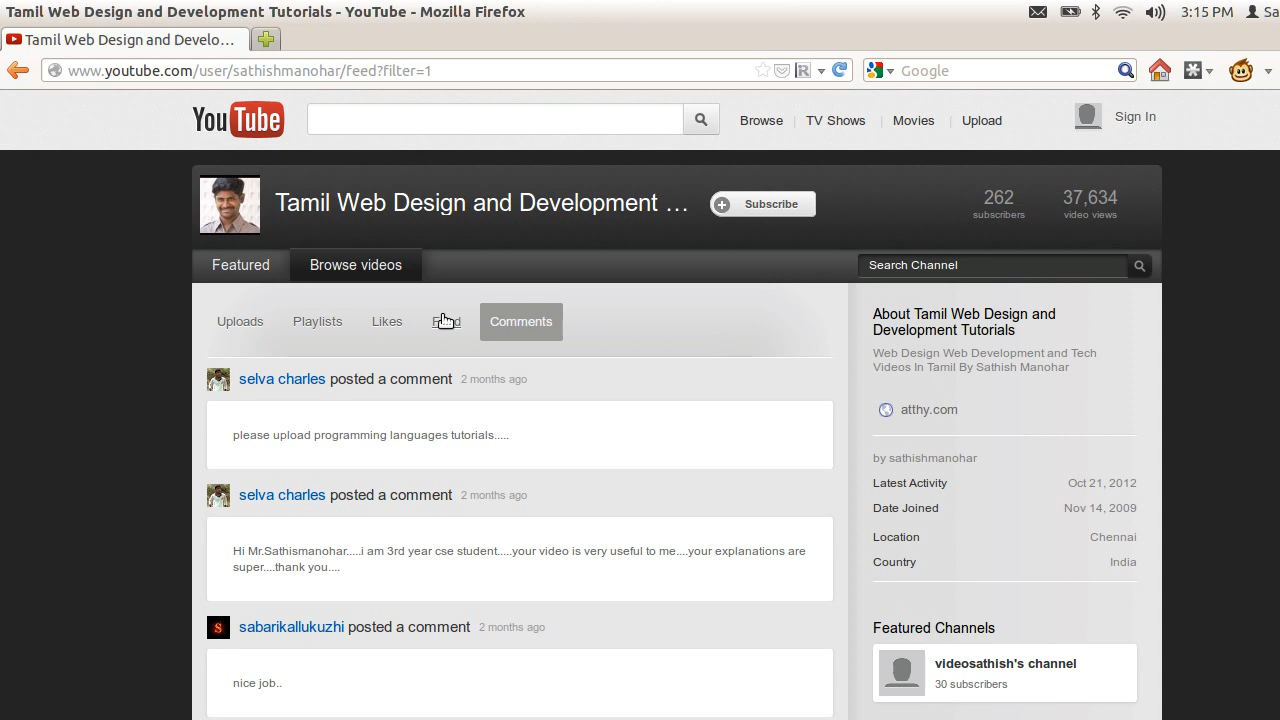 Tamil Web Design and Development Tutorials - YouTube - Mozilla Firefox
3:15 PM Sa
Tamil Web Design and Develo…
www.youtube.com/user/sathishmanohar/feed?filter=1
Google
YouTube
Browse
TV Shows
Movies
Upload
Sign In
Tamil Web Design and Development …
Subscribe
262
subscribers
37,634
video views
Featured
Browse videos
Search Channel
Uploads
Playlists
Likes
Comments
selva charles posted a comment 2 months ago
please upload programming languages tutorials.....
selva charles posted a comment 2 months ago
Hi Mr.Sathismanohar.....i am 3rd year cse student.....your video is very useful to me....your explanations are
super....thank you....
sabarikallukuzhi posted a comment 2 months ago
nice job..
About Tamil Web Design and
Development Tutorials
Web Design Web Development and Tech
Videos In Tamil By Sathish Manohar
atthy.com
by sathishmanohar
Latest Activity Oct 21, 2012
Date Joined Nov 14, 2009
Location Chennai
Country India
Featured Channels
videosathish's channel
30 subscribers